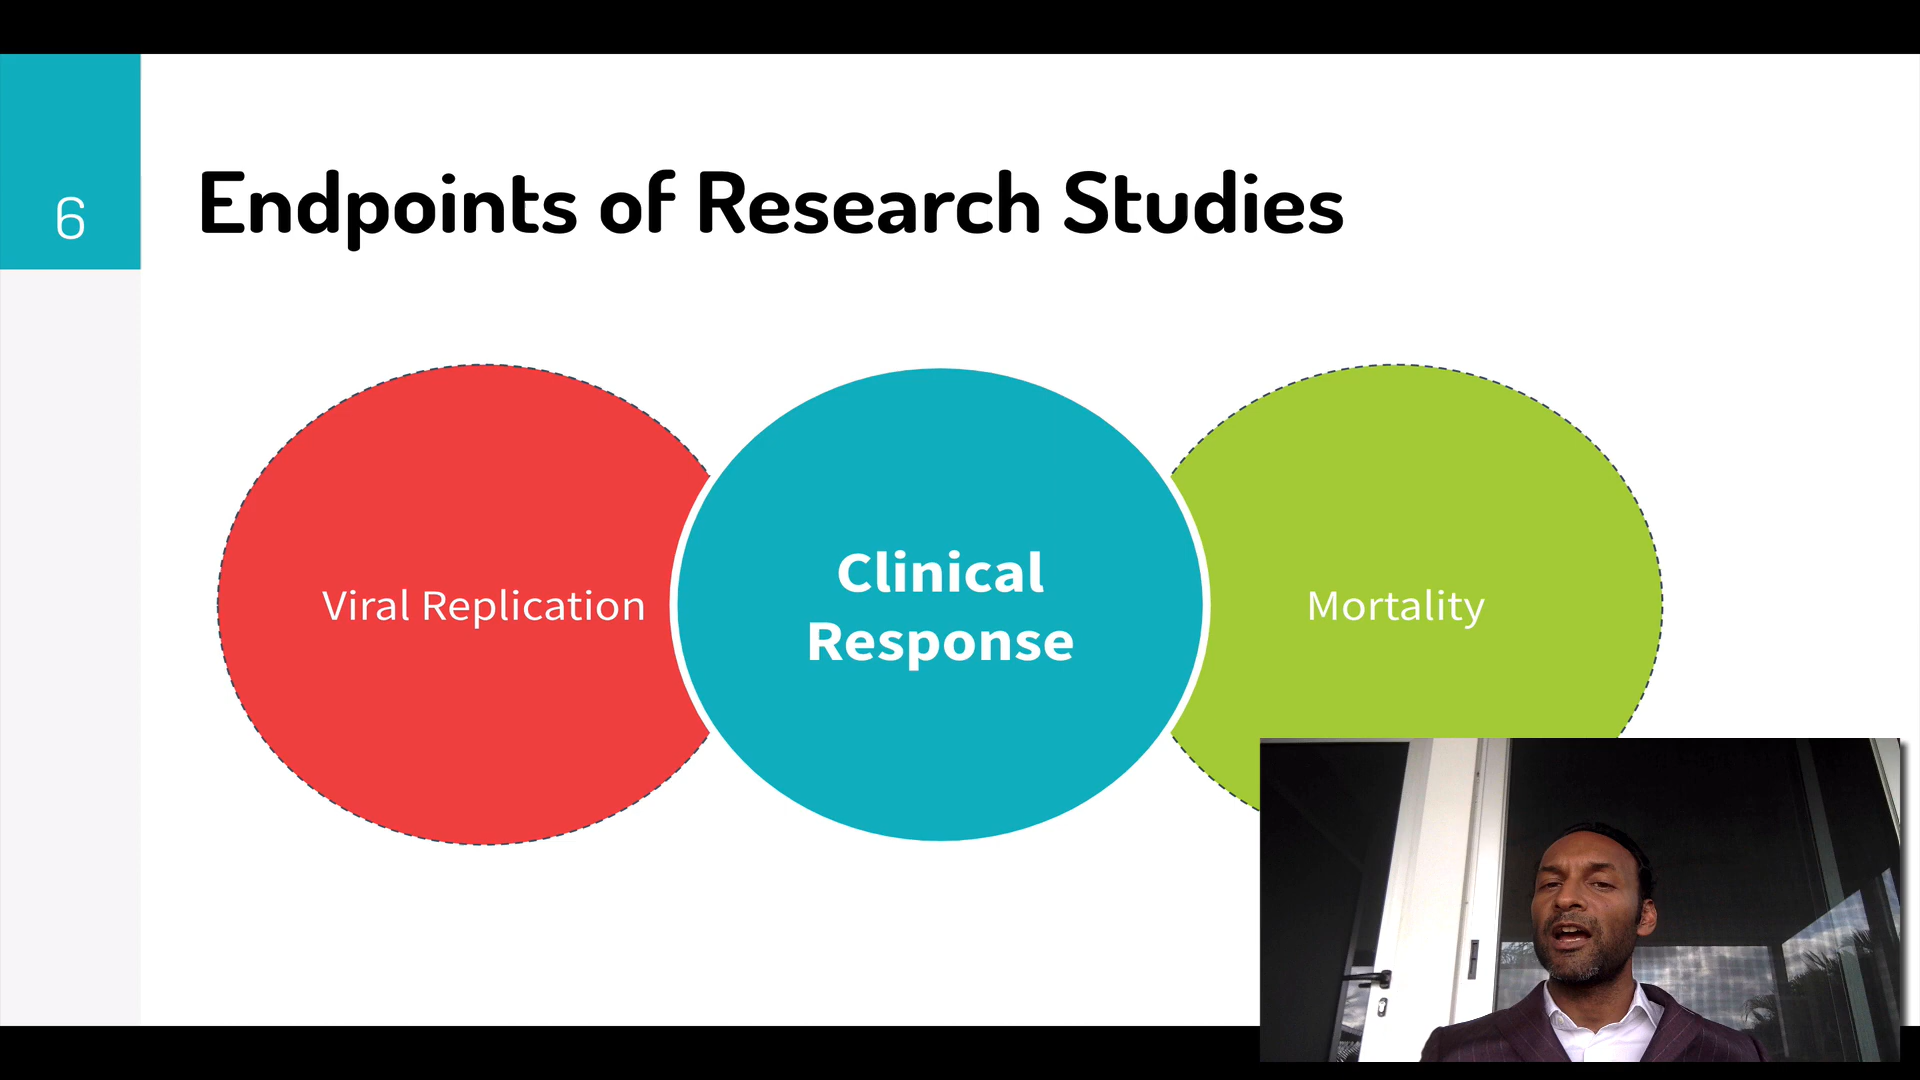 6
Endpoints of Research Studies
Viral Replication
Clinical
Response
Mortality